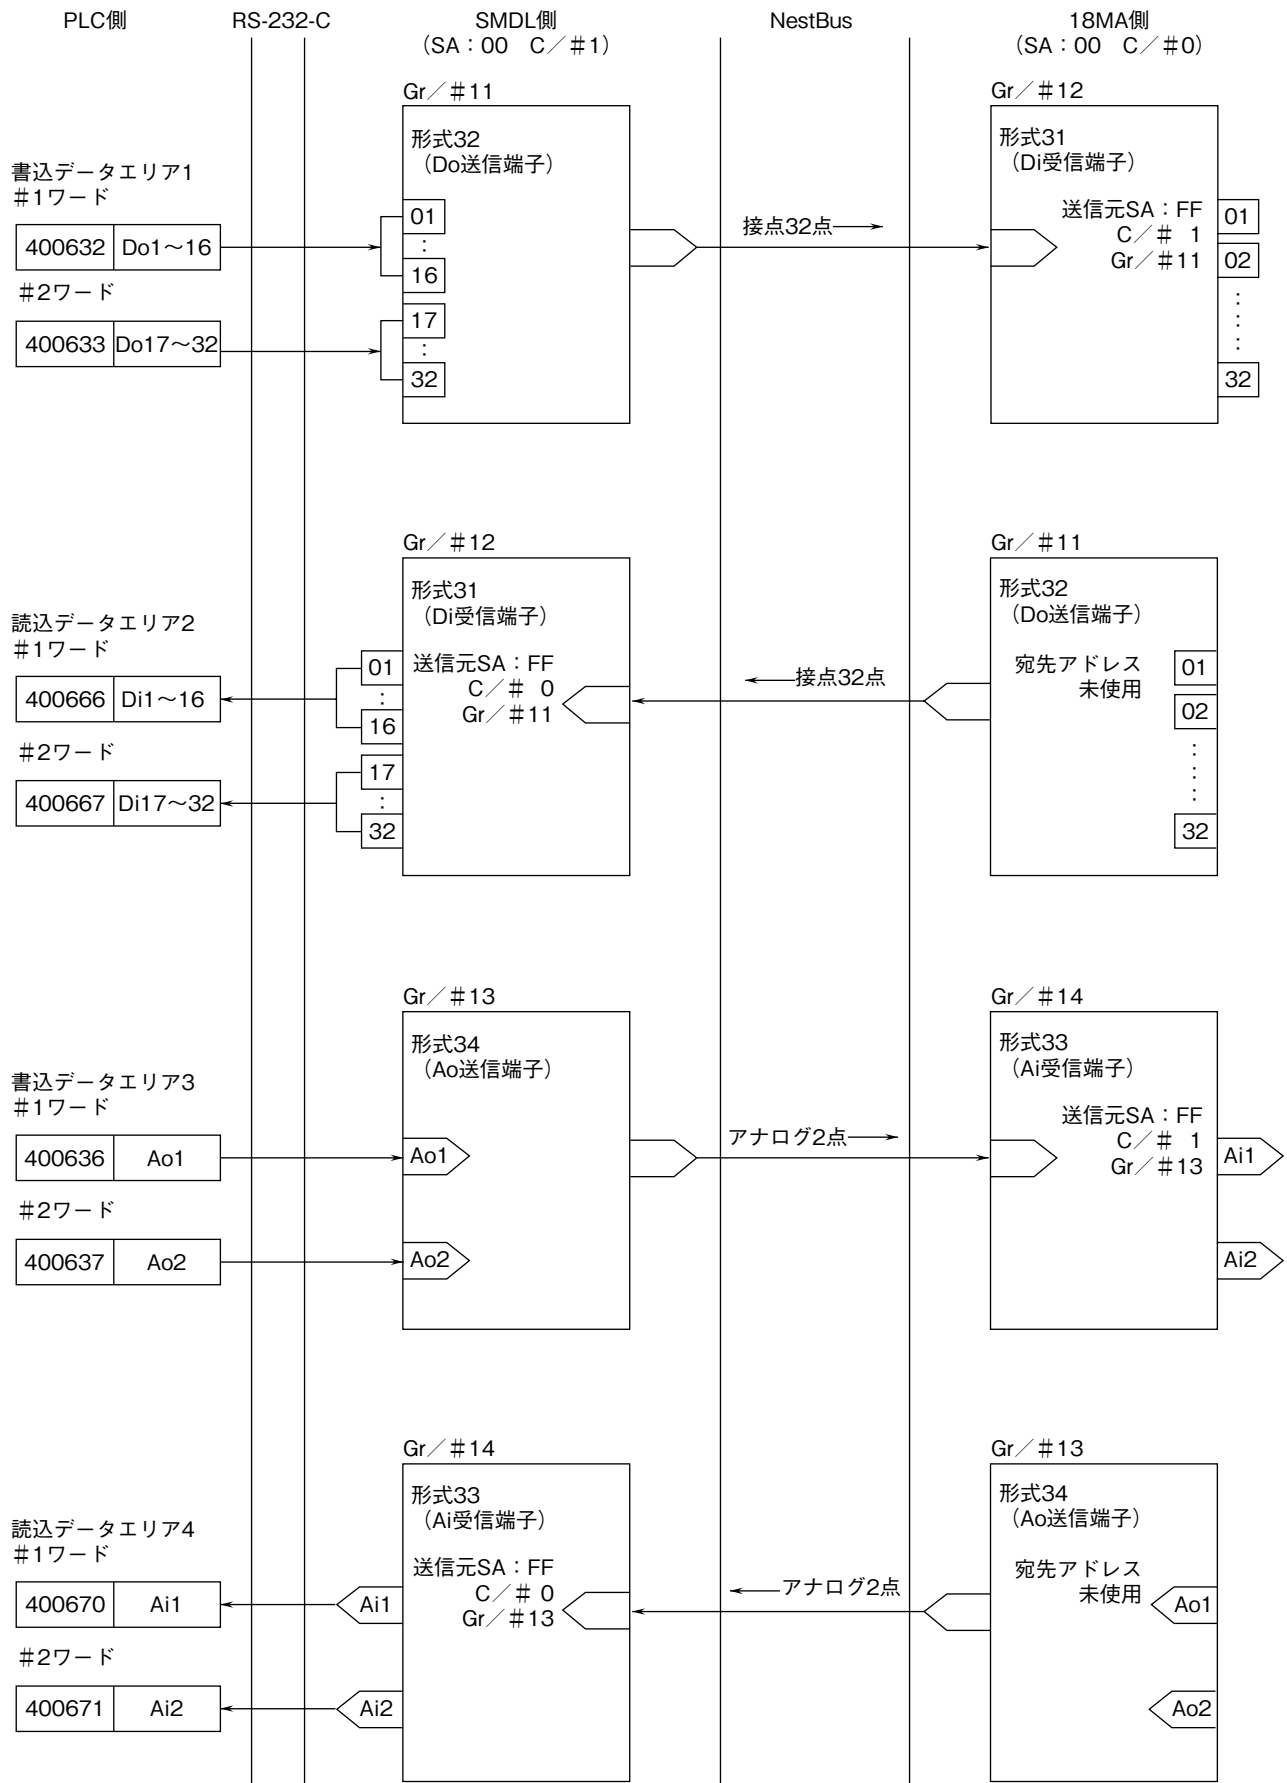 PLC側
RS-232-C
SMDL側
（SA：00　C／＃1）
NestBus
18MA側
（SA：00　C／＃0）
Gr／＃11
形式32
（Do送信端子）
書込データエリア1
＃1ワード
400632 Do1～16
＃2ワード
400633 Do17～32
01
：
16
17
：
32
接点32点
Gr／＃12
形式31
（Di受信端子）
送信元SA：FF
C／＃ 1
Gr／＃11
01
02
32
Gr／＃12
形式31
（Di受信端子）
送信元SA：FF
C／＃ 0
Gr／＃11
読込データエリア2
＃1ワード
400666 Di1～16
＃2ワード
400667 Di17～32
01
：
16
17
：
32
接点32点
Gr／＃11
形式32
（Do送信端子）
宛先アドレス
未使用
01
02
32
Gr／＃13
形式34
（Ao送信端子）
書込データエリア3
＃1ワード
400636 Ao1
＃2ワード
400637 Ao2
Ao1
Ao2
アナログ2点
Gr／＃14
形式33
（Ai受信端子）
送信元SA：FF
C／＃ 1
Gr／＃13
Ai1
Ai2
Gr／＃14
形式33
（Ai受信端子）
送信元SA：FF
C／＃ 0
Gr／＃13
読込データエリア4
＃1ワード
400670 Ai1
＃2ワード
400671 Ai2
Ai1
Ai2
アナログ2点
Gr／＃13
形式34
（Ao送信端子）
宛先アドレス
未使用
Ao1
Ao2